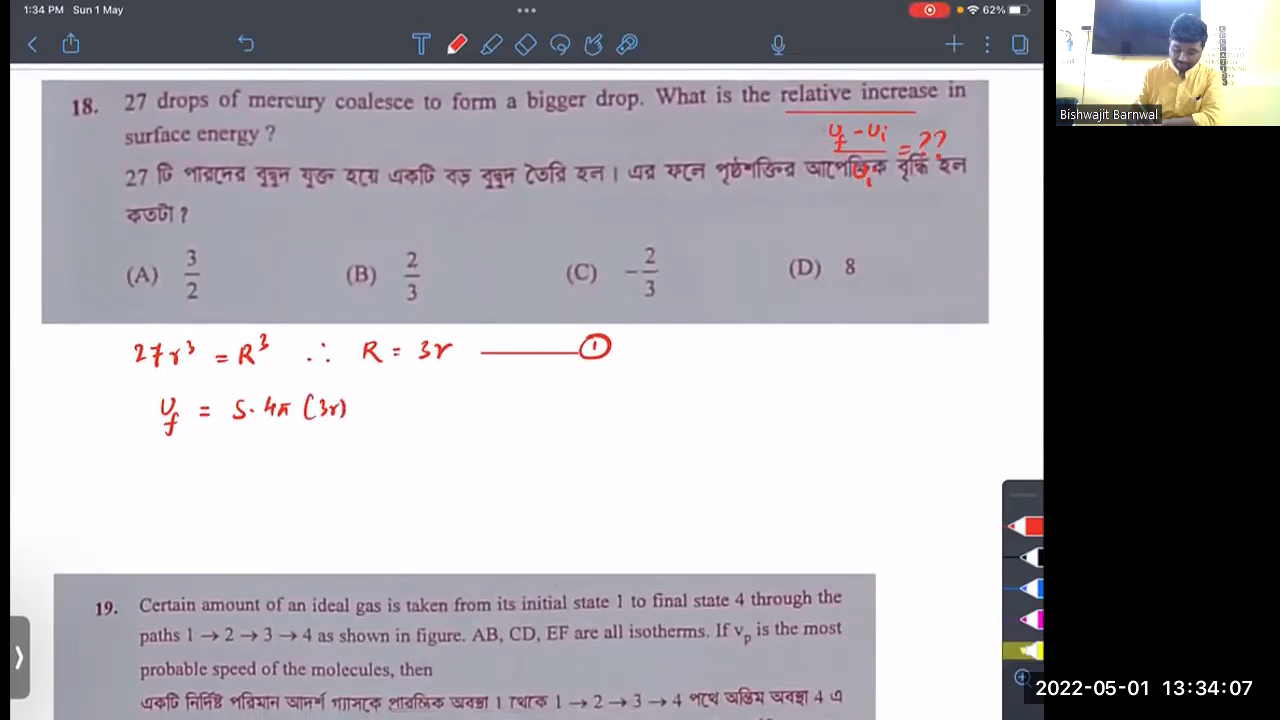 1:34 PM Sun 1 May
62%
Bishwajit Barnwal
18. 27 drops of mercury coalesce to form a bigger drop. What is the relative increase in
surface energy ?
U_f - U_i / U_i = ??
27 টি পারদের বুদ্বুদ যুক্ত হয়ে একটি বড় বুদ্বুদ তৈরি হল। এর ফলে পৃষ্ঠশক্তির আপেক্ষিক বৃদ্ধি হল
কতটা ?
(A) 3/2 (B) 2/3 (C) -2/3 (D) 8
27r³ = R³ ∴ R = 3r ——— ①
U_f = S. 4π (3r)
19. Certain amount of an ideal gas is taken from its initial state 1 to final state 4 through the
paths 1 → 2 → 3 → 4 as shown in figure. AB, CD, EF are all isotherms. If v_p is the most
probable speed of the molecules, then
একটি নির্দিষ্ট পরিমান আদর্শ গ্যাসকে প্রারম্ভিক অবস্থা 1 থেকে 1 → 2 → 3 → 4 পথে অন্তিম অবস্থা 4 এ
2022-05-01 13:34:07